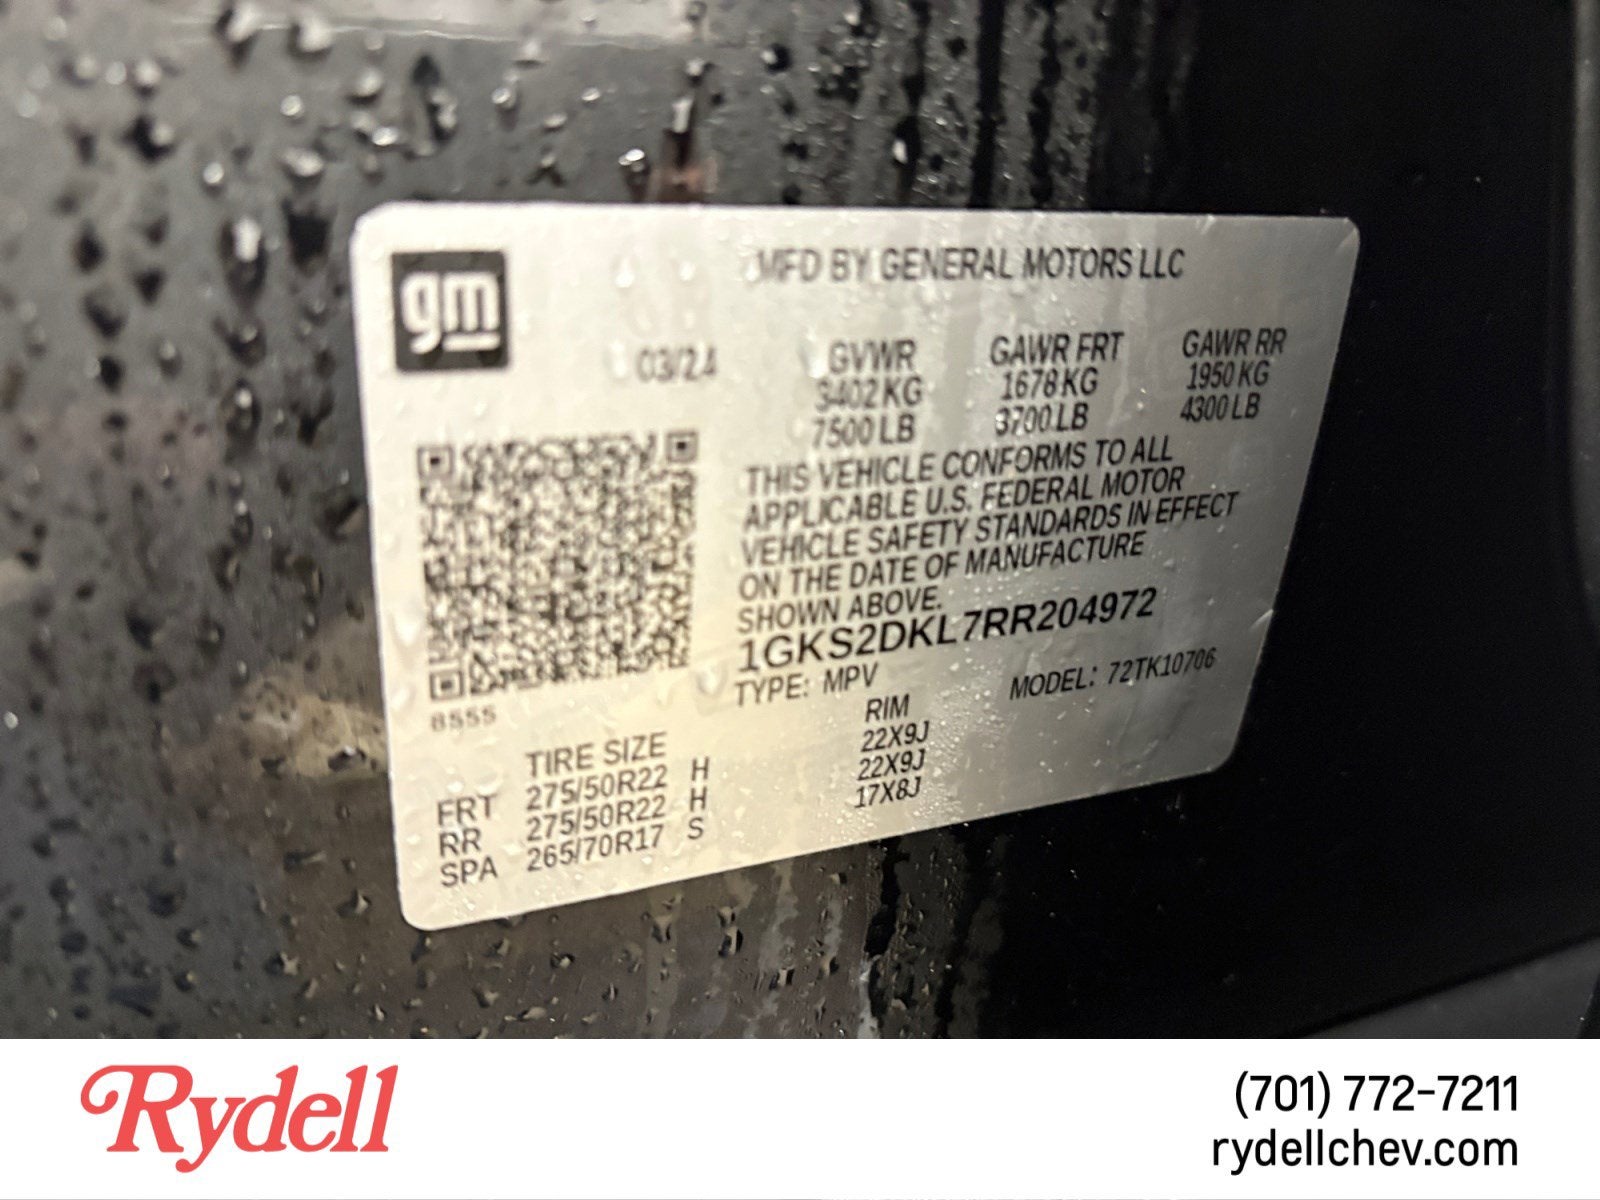 gm
MFD BY GENERAL MOTORS LLC
03/24
GVWR GAWR FRT GAWR RR
3402 KG 1678 KG 1950 KG
7500 LB 3700 LB 4300 LB
THIS VEHICLE CONFORMS TO ALL
APPLICABLE U.S. FEDERAL MOTOR
VEHICLE SAFETY STANDARDS IN EFFECT
ON THE DATE OF MANUFACTURE
SHOWN ABOVE.
1GKS2DKL7RR204972
TYPE: MPV MODEL: 72TK10706
8555
TIRE SIZE RIM
FRT 275/50R22 H 22X9J
RR 275/50R22 H 22X9J
SPA 265/70R17 S 17X8J
Rydell
(701) 772-7211
rydellchev.com